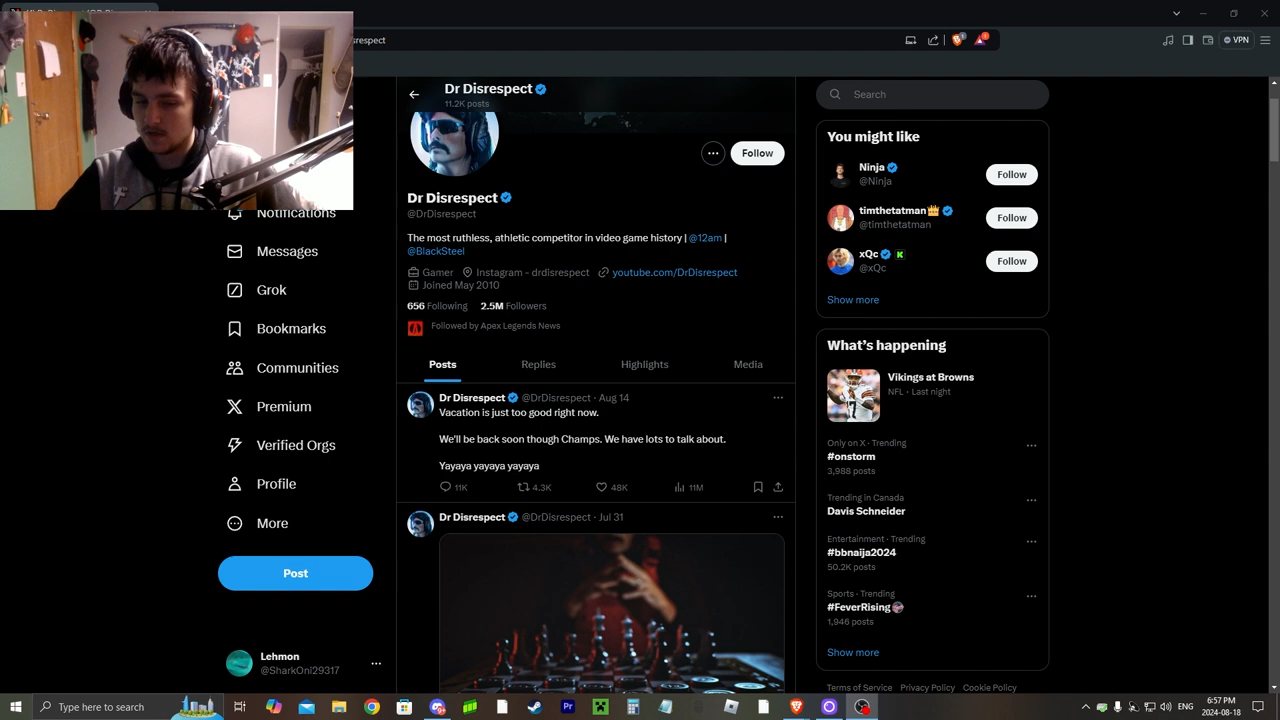 srespect
VPN
Dr Disrespect
11.2K posts
Follow
Dr Disrespect
@DrDisrespect
The most ruthless, athletic competitor in video game history | @12am |
@BlackSteel
Gamer Instagram - drdisrespect youtube.com/DrDisrespect
Joined May 2010
656 Following 2.5M Followers
Followed by Apex Legends News
Posts Replies Highlights Media
Dr Disrespect @DrDisrespect · Aug 14
Vacation is just too good right now.
We'll be back soon though Champs. We have lots to talk about.
Yayaya yayaya yayaya
11K 4.3K 48K 11M
Dr Disrespect @DrDisrespect · Jul 31
Notifications
Messages
Grok
Bookmarks
Communities
Premium
Verified Orgs
Profile
More
Post
Lehmon
@SharkOni29317
Search
You might like
Ninja
@Ninja
Follow
timthetatman
@timthetatman
Follow
xQc
@xQc
Follow
Show more
What's happening
Vikings at Browns
NFL · Last night
Only on X · Trending
#onstorm
3,988 posts
Trending in Canada
Davis Schneider
Entertainment · Trending
#bbnaija2024
50.2K posts
Sports · Trending
#FeverRising
1,946 posts
Show more
Terms of Service Privacy Policy Cookie Policy
Type here to search
ENG
6:57 PM
2024-08-18